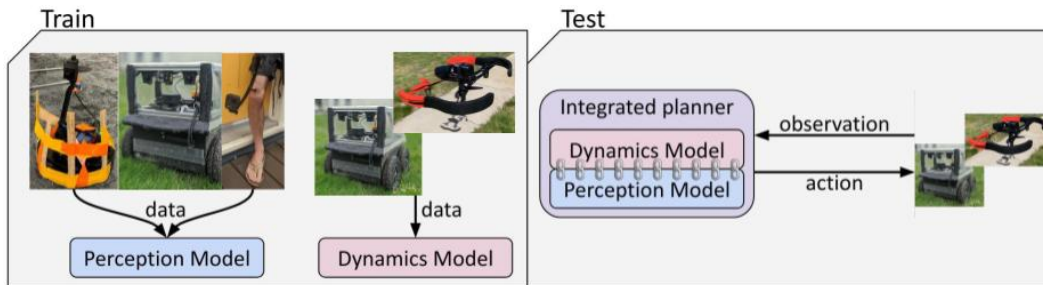 Train
data
data
Perception Model
Dynamics Model
Test
Integrated planner
Dynamics Model
Perception Model
observation
action